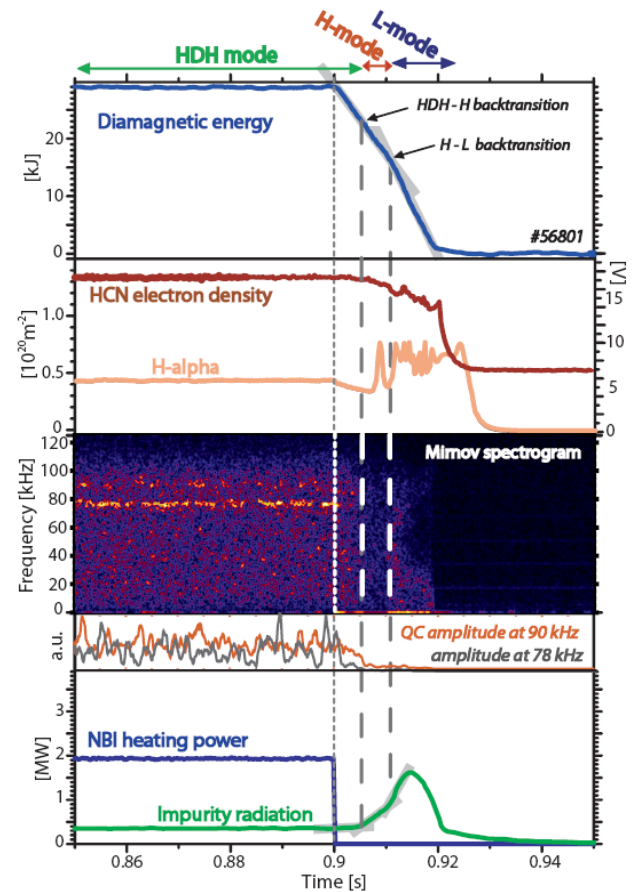 HDH mode
H-mode
L-mode
Diamagnetic energy
HDH - H backtransition
H - L backtransition
#56801
[kJ]
20
10
0
HCN electron density
H-alpha
[10²⁰m⁻²]
1.0
0.5
0
[V]
15
10
5
0
Mirnov spectrogram
Frequency [kHz]
120
100
80
60
40
20
0
a.u.
QC amplitude at 90 kHz
amplitude at 78 kHz
NBI heating power
Impurity radiation
[MW]
3
2
1
0
0.86 0.88 0.9 0.92 0.94
Time [s]